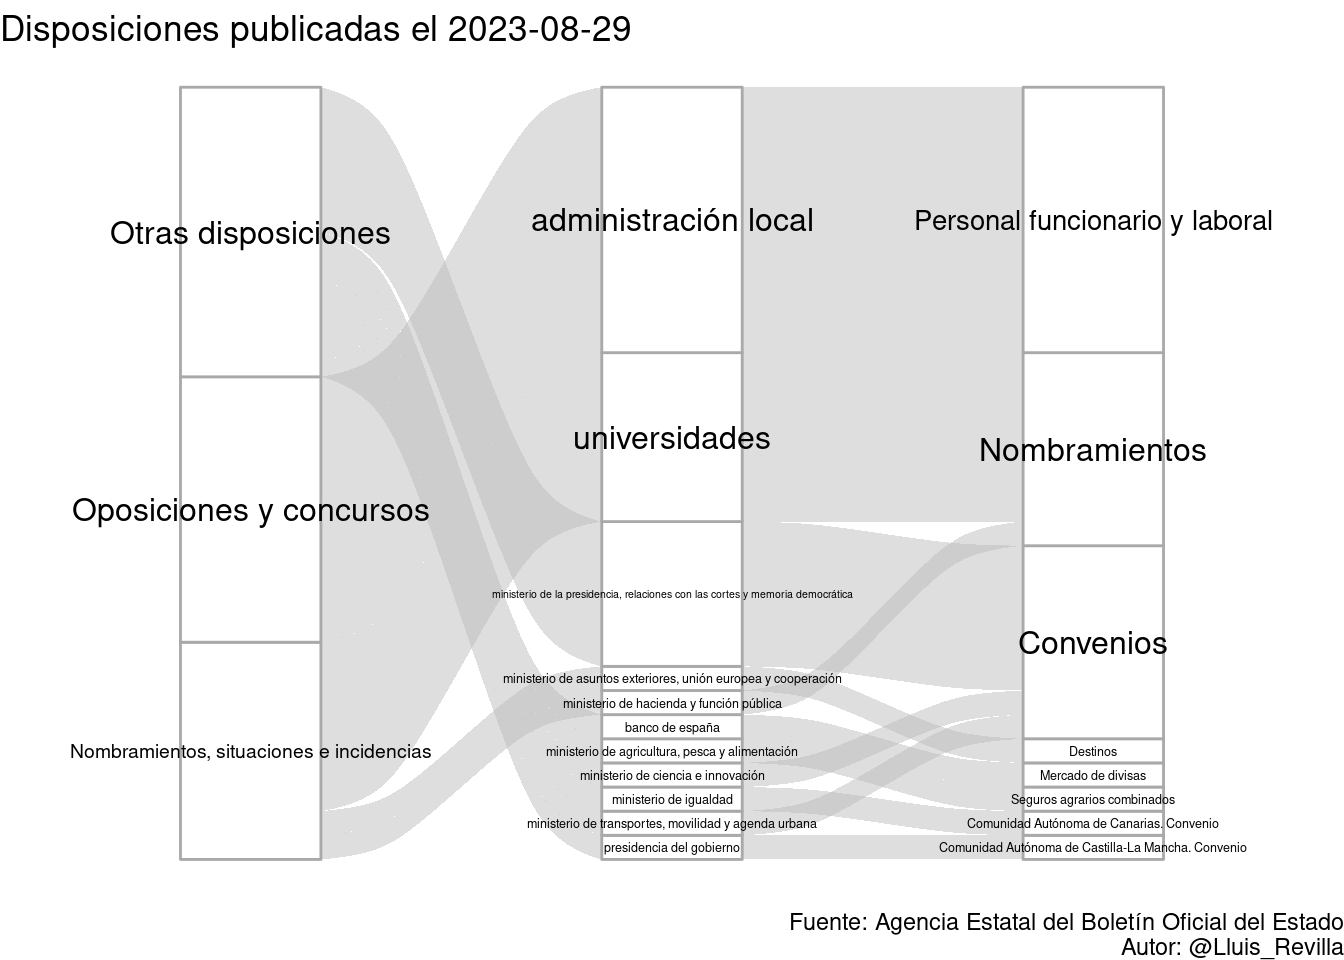 Disposiciones publicadas el 2023-08-29
Otras disposiciones
Oposiciones y concursos
Nombramientos, situaciones e incidencias
administración local
universidades
ministerio de la presidencia, relaciones con las cortes y memoria democrática
ministerio de asuntos exteriores, unión europea y cooperación
ministerio de hacienda y función pública
banco de españa
ministerio de agricultura, pesca y alimentación
ministerio de ciencia e innovación
ministerio de igualdad
ministerio de transportes, movilidad y agenda urbana
presidencia del gobierno
Personal funcionario y laboral
Nombramientos
Convenios
Destinos
Mercado de divisas
Seguros agrarios combinados
Comunidad Autónoma de Canarias. Convenio
Comunidad Autónoma de Castilla-La Mancha. Convenio
Fuente: Agencia Estatal del Boletín Oficial del Estado
Autor: @Lluis_Revilla